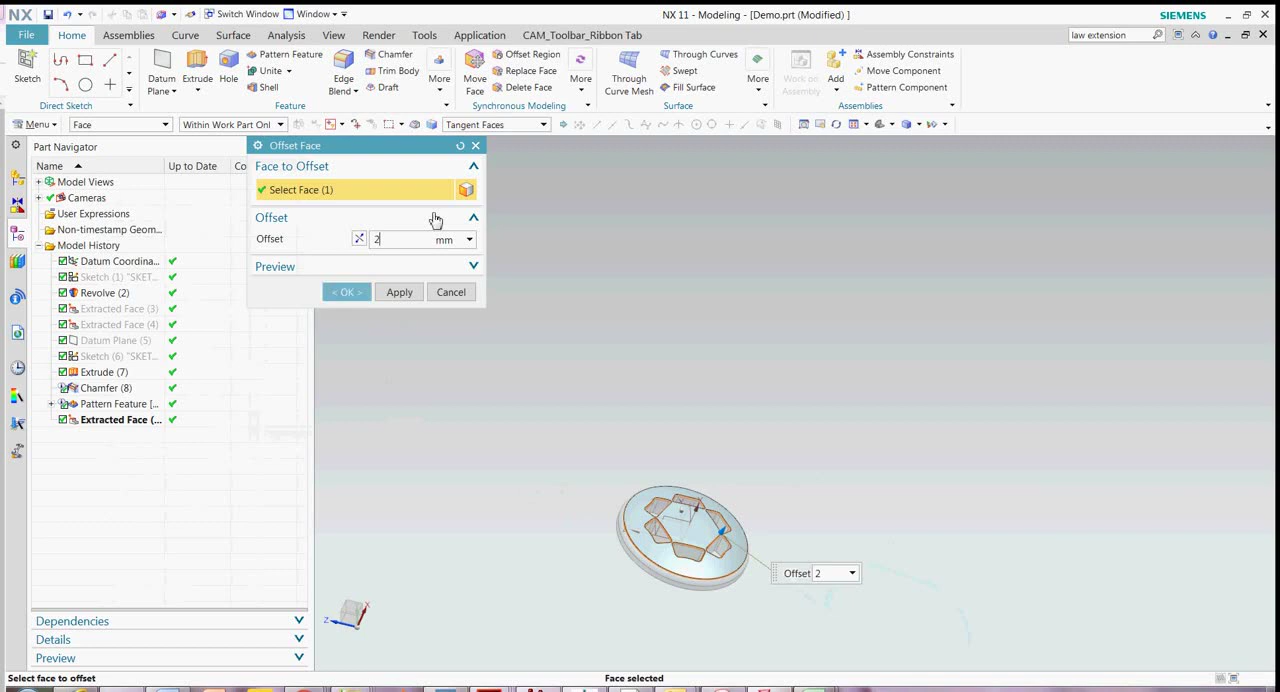 NX Switch Window Window NX 11 - Modeling - [Demo.prt (Modified) ] SIEMENS
File Home Assemblies Curve Surface Analysis View Render Tools Application CAM_Toolbar_Ribbon Tab law extension
Sketch Datum Plane Extrude Hole Pattern Feature Unite Shell Edge Blend Chamfer Trim Body Draft More Move Face Offset Region Replace Face Delete Face More Through Curve Mesh Through Curves Swept Fill Surface More Work on Assembly Add Assembly Constraints Move Component Pattern Component
Direct Sketch Feature Synchronous Modeling Surface Assemblies
Menu Face Within Work Part Onl Tangent Faces
Part Navigator
Name Up to Date Co
Model Views
Cameras
User Expressions
Non-timestamp Geom...
Model History
Datum Coordina...
Sketch (1) "SKET...
Revolve (2)
Extracted Face (3)
Extracted Face (4)
Datum Plane (5)
Sketch (6) "SKET...
Extrude (7)
Chamfer (8)
Pattern Feature [...
Extracted Face (...
Dependencies
Details
Preview
Offset Face
Face to Offset
Select Face (1)
Offset
Offset 2 mm
Preview
< OK > Apply Cancel
Offset 2
Z X
Select face to offset Face selected